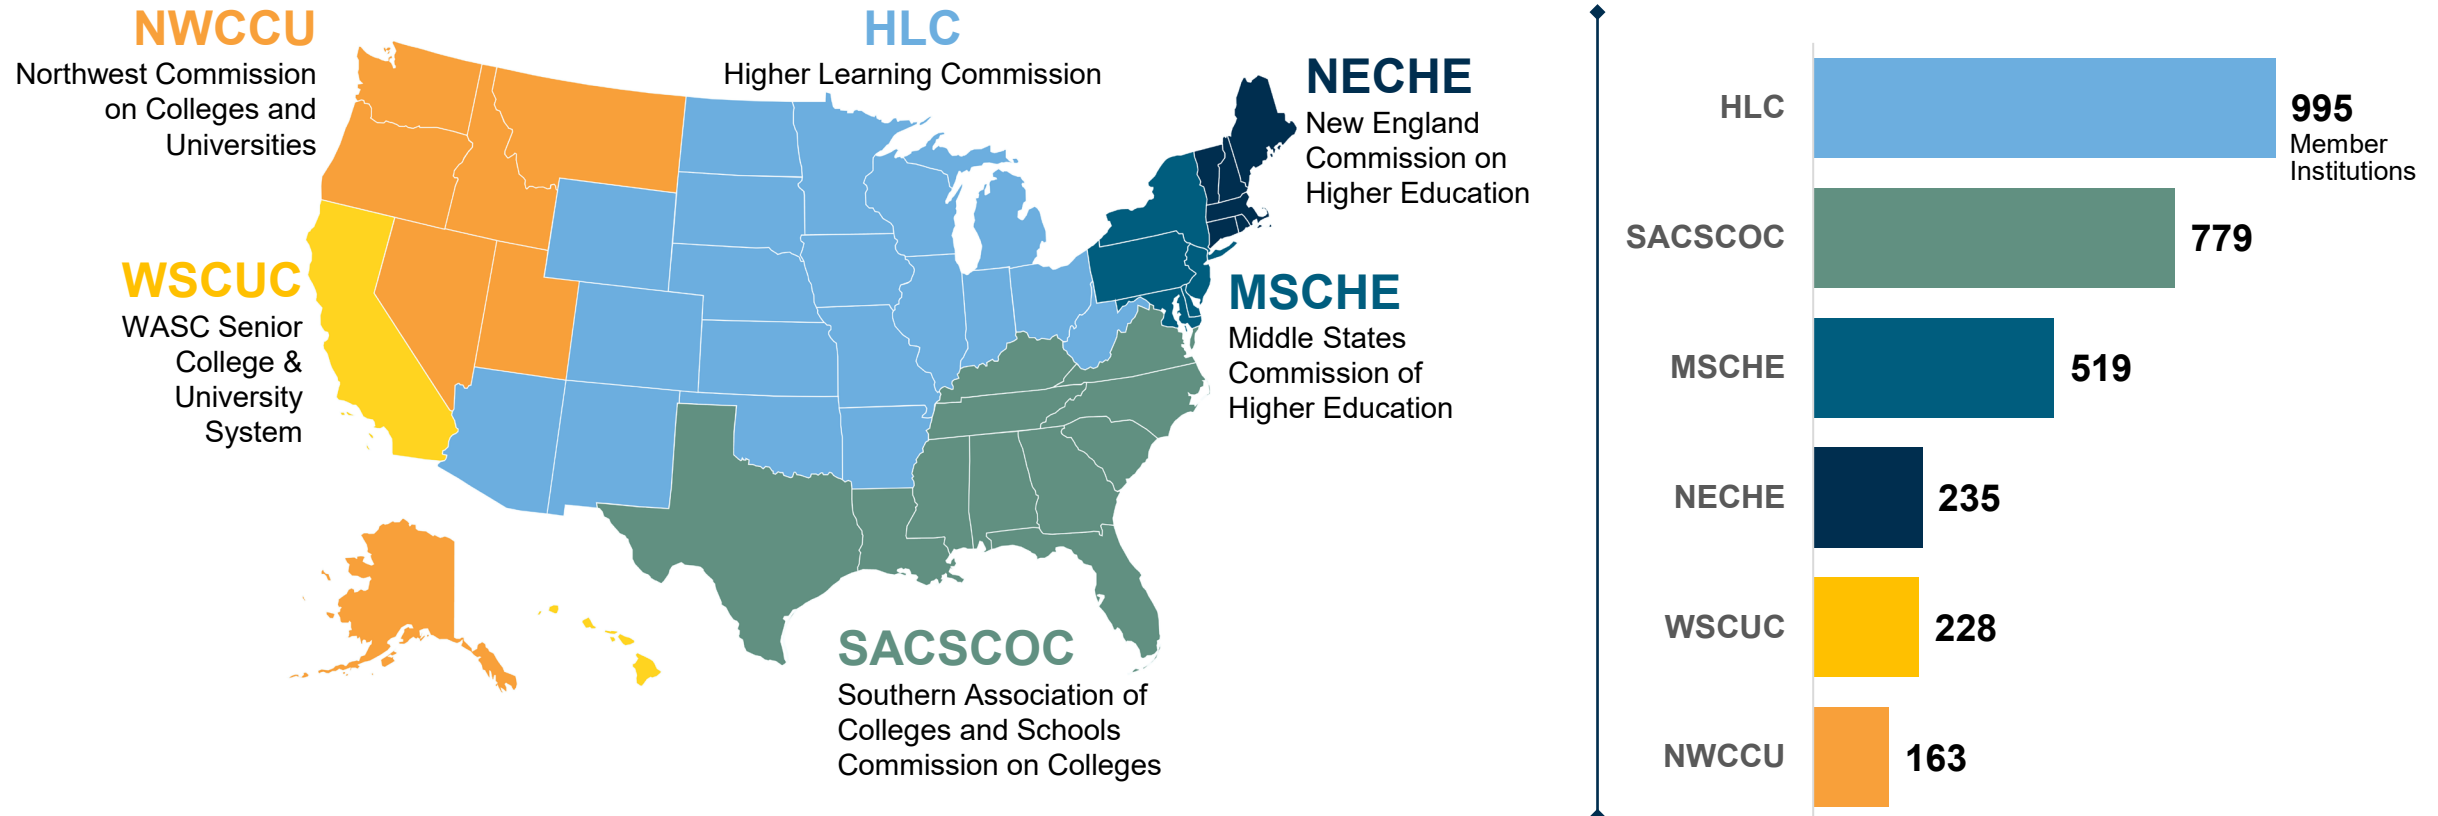 NWCCU
Northwest Commission
on Colleges and
Universities
HLC
Higher Learning Commission
NECHE
New England
Commission on
Higher Education
WSCUC
WASC Senior
College &
University
System
MSCHE
Middle States
Commission of
Higher Education
SACSCOC
Southern Association of
Colleges and Schools
Commission on Colleges
HLC
995
Member
Institutions
SACSCOC
779
MSCHE
519
NECHE
235
WSCUC
228
NWCCU
163